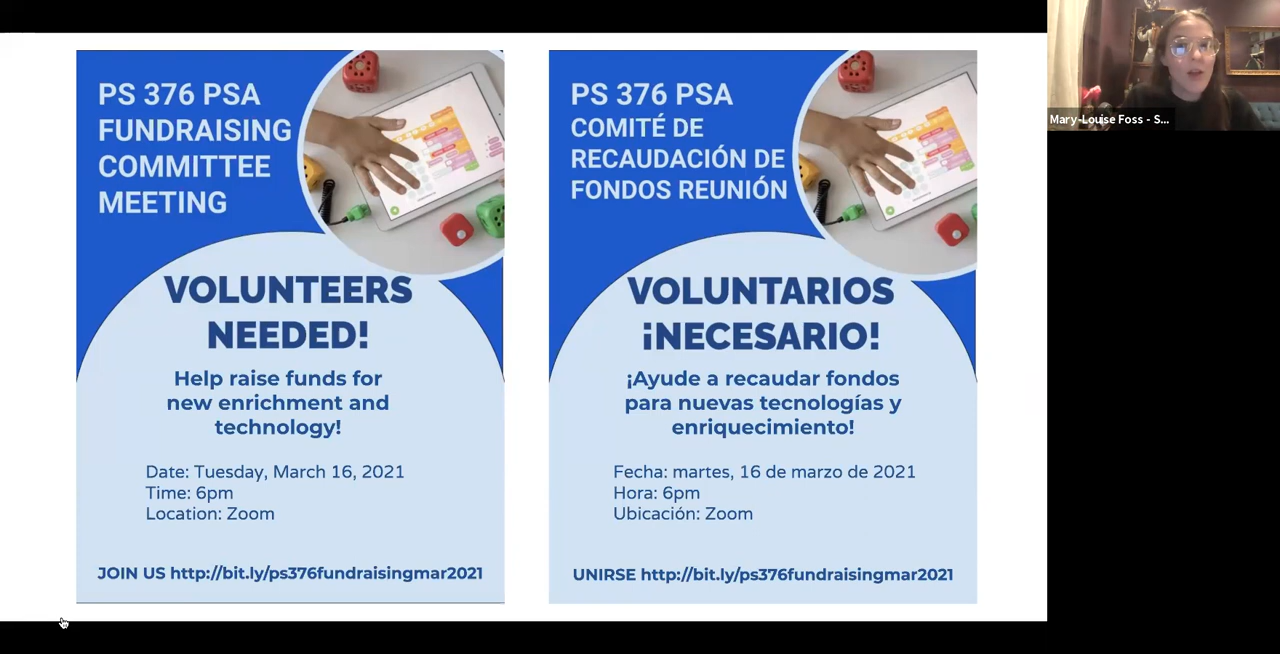 PS 376 PSA
FUNDRAISING
COMMITTEE
MEETING
VOLUNTEERS
NEEDED!
Help raise funds for
new enrichment and
technology!
Date: Tuesday, March 16, 2021
Time: 6pm
Location: Zoom
JOIN US http://bit.ly/ps376fundraisingmar2021
PS 376 PSA
COMITÉ DE
RECAUDACIÓN DE
FONDOS REUNIÓN
VOLUNTARIOS
¡NECESARIO!
¡Ayude a recaudar fondos
para nuevas tecnologías y
enriquecimiento!
Fecha: martes, 16 de marzo de 2021
Hora: 6pm
Ubicación: Zoom
UNIRSE http://bit.ly/ps376fundraisingmar2021
Mary-Louise Foss - S...